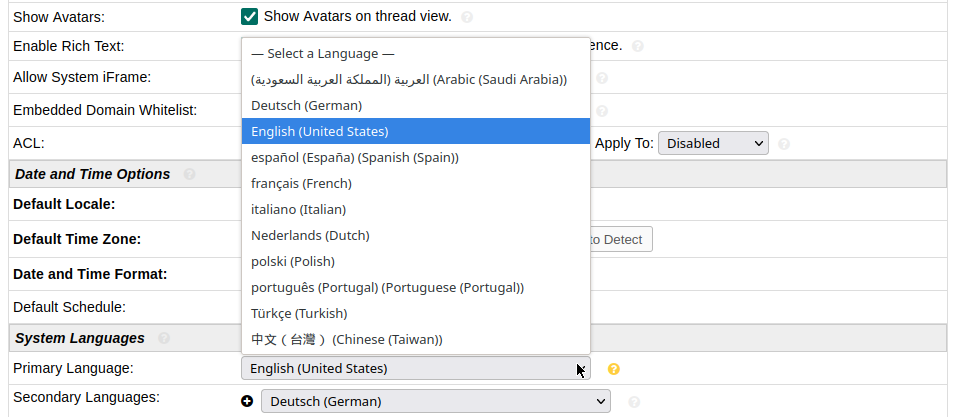 Show Avatars: Show Avatars on thread view. ?
Enable Rich Text: ence. ?
— Select a Language —
Allow System iFrame: ?
العربية (المملكة العربية السعودية) (Arabic (Saudi Arabia))
Deutsch (German)
Embedded Domain Whitelist: ?
English (United States)
ACL: Apply To: Disabled ?
español (España) (Spanish (Spain))
Date and Time Options ?
français (French)
Default Locale:
italiano (Italian)
Default Time Zone: to Detect
Nederlands (Dutch)
polski (Polish)
Date and Time Format:
português (Portugal) (Portuguese (Portugal))
Default Schedule:
Türkçe (Turkish)
System Languages ?
中文（台灣） (Chinese (Taiwan))
Primary Language: English (United States) ?
Secondary Languages: Deutsch (German) ?